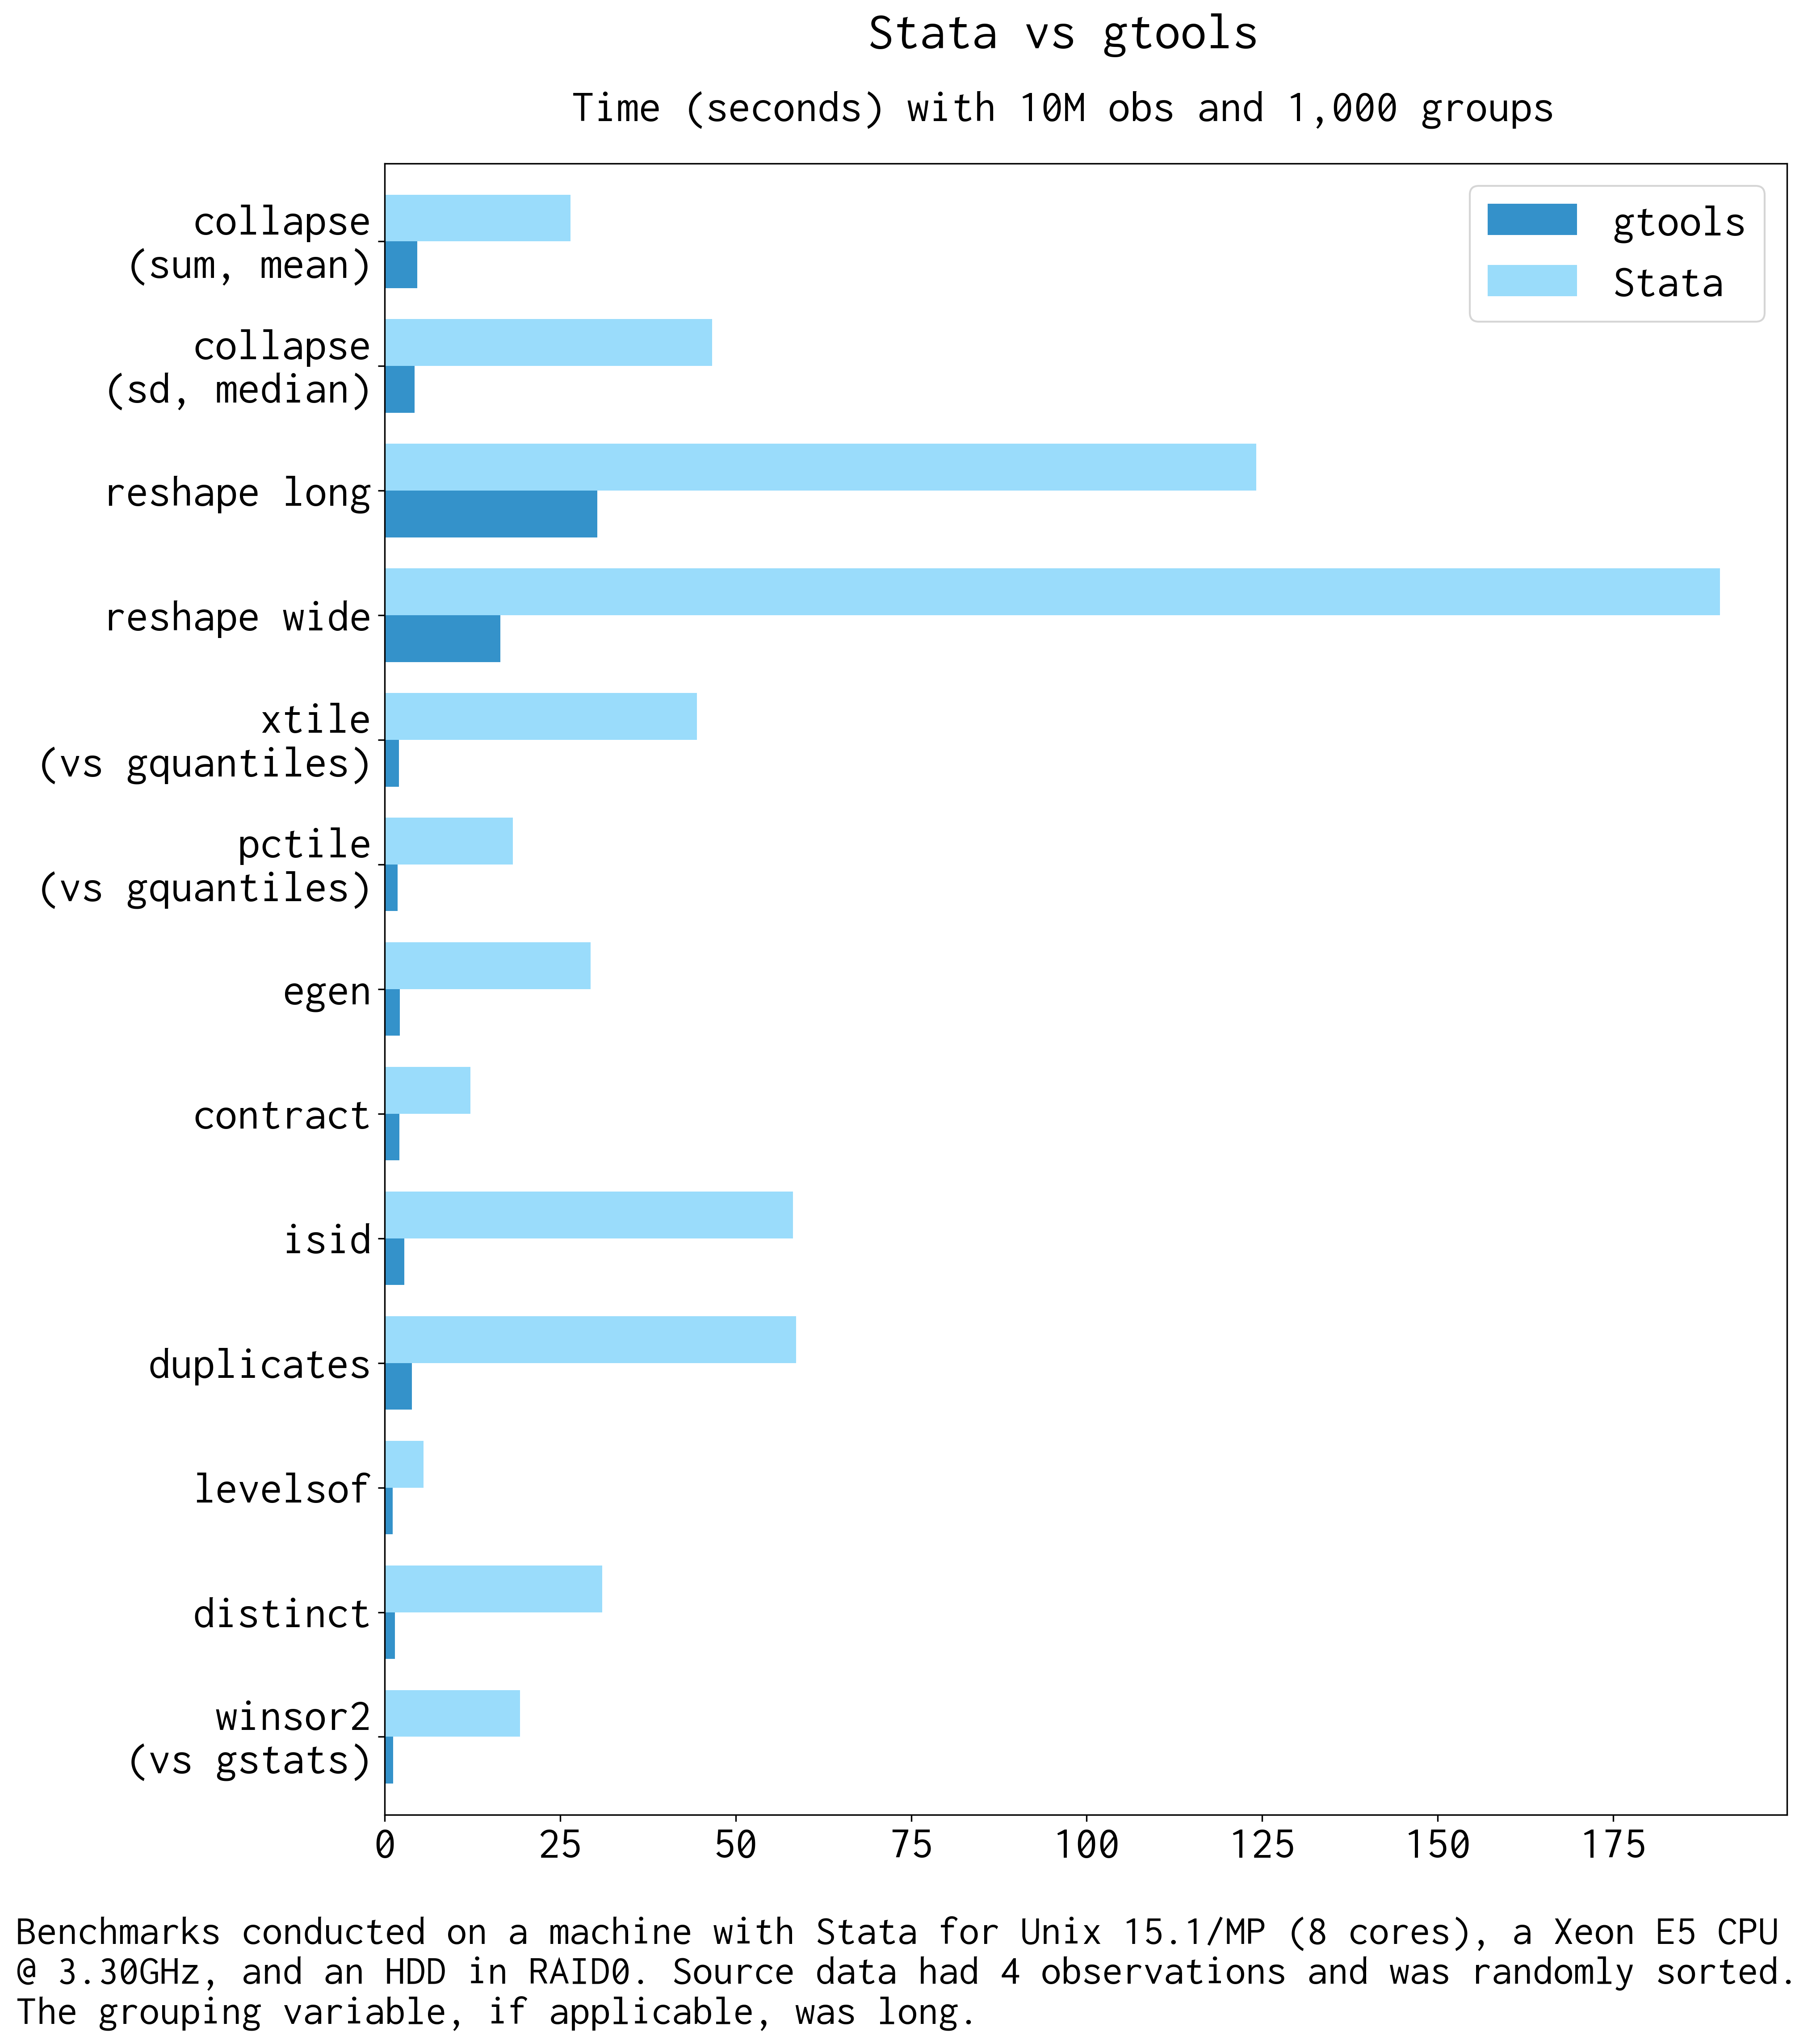 Stata vs gtools
Time (seconds) with 10M obs and 1,000 groups
gtools
Stata
collapse
(sum, mean)
collapse
(sd, median)
reshape long
reshape wide
xtile
(vs gquantiles)
pctile
(vs gquantiles)
egen
contract
isid
duplicates
levelsof
distinct
winsor2
(vs gstats)
0 25 50 75 100 125 150 175
Benchmarks conducted on a machine with Stata for Unix 15.1/MP (8 cores), a Xeon E5 CPU
@ 3.30GHz, and an HDD in RAID0. Source data had 4 observations and was randomly sorted.
The grouping variable, if applicable, was long.